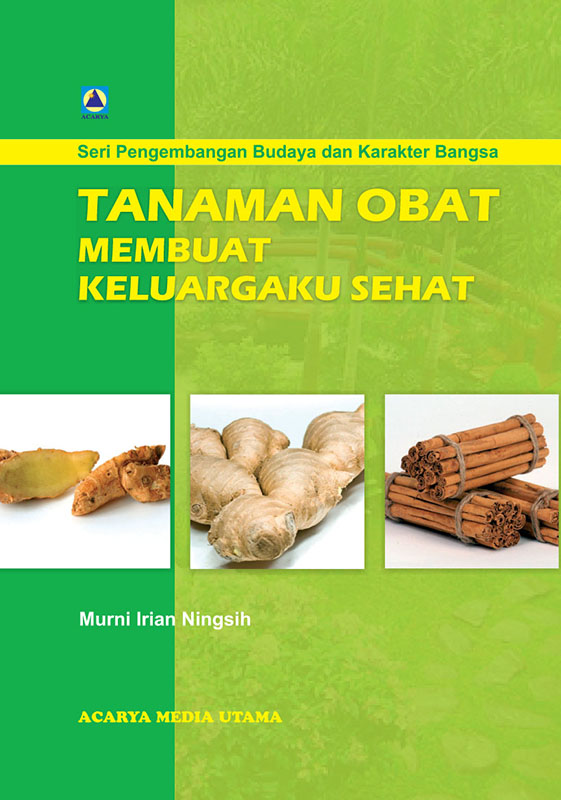 ACARYA
Seri Pengembangan Budaya dan Karakter Bangsa
TANAMAN OBAT
MEMBUAT
KELUARGAKU SEHAT
Murni Irian Ningsih
ACARYA MEDIA UTAMA